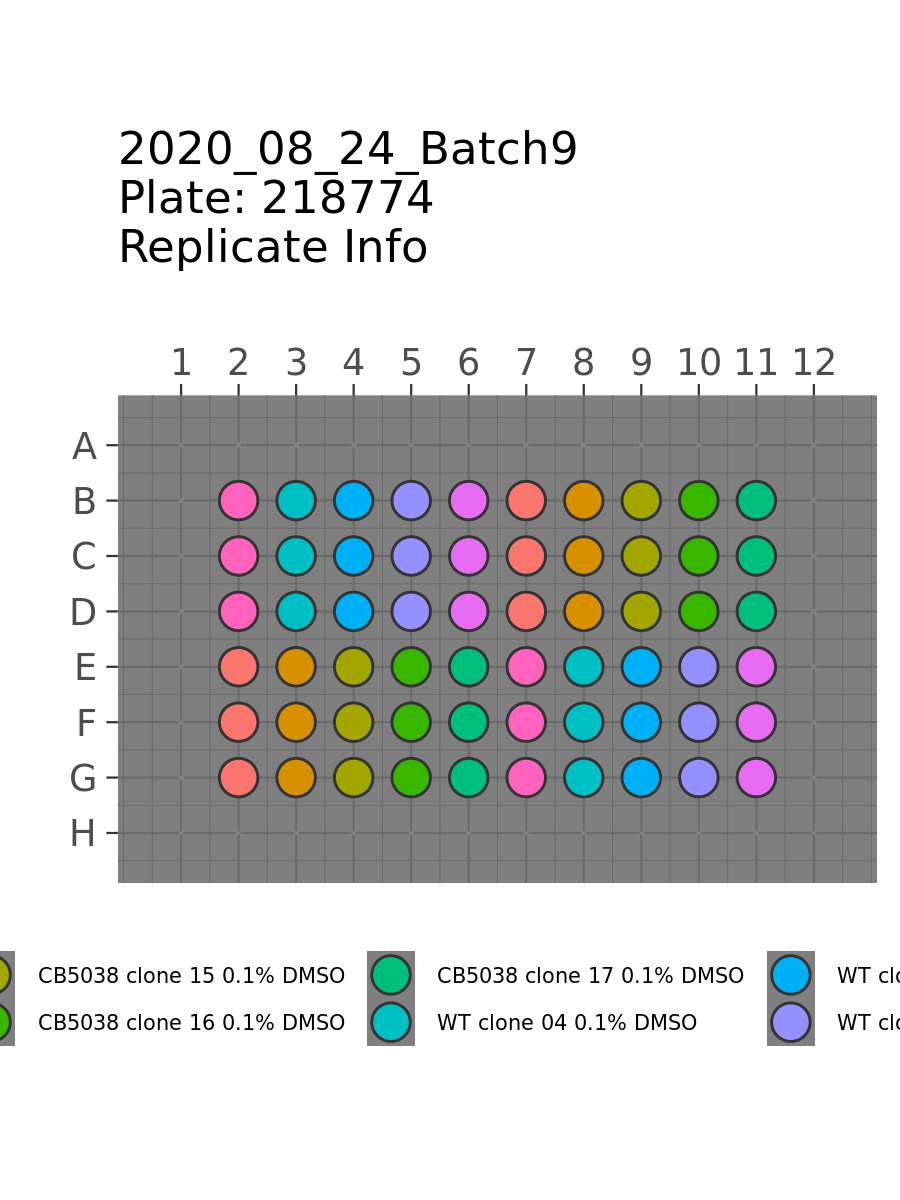 2020_08_24_Batch9
Plate: 218774
Replicate Info
1 2 3 4 5 6 7 8 9 10 11 12
A
B
C
D
E
F
G
H
CB5038 clone 15 0.1% DMSO CB5038 clone 17 0.1% DMSO WT
CB5038 clone 16 0.1% DMSO WT clone 04 0.1% DMSO WT